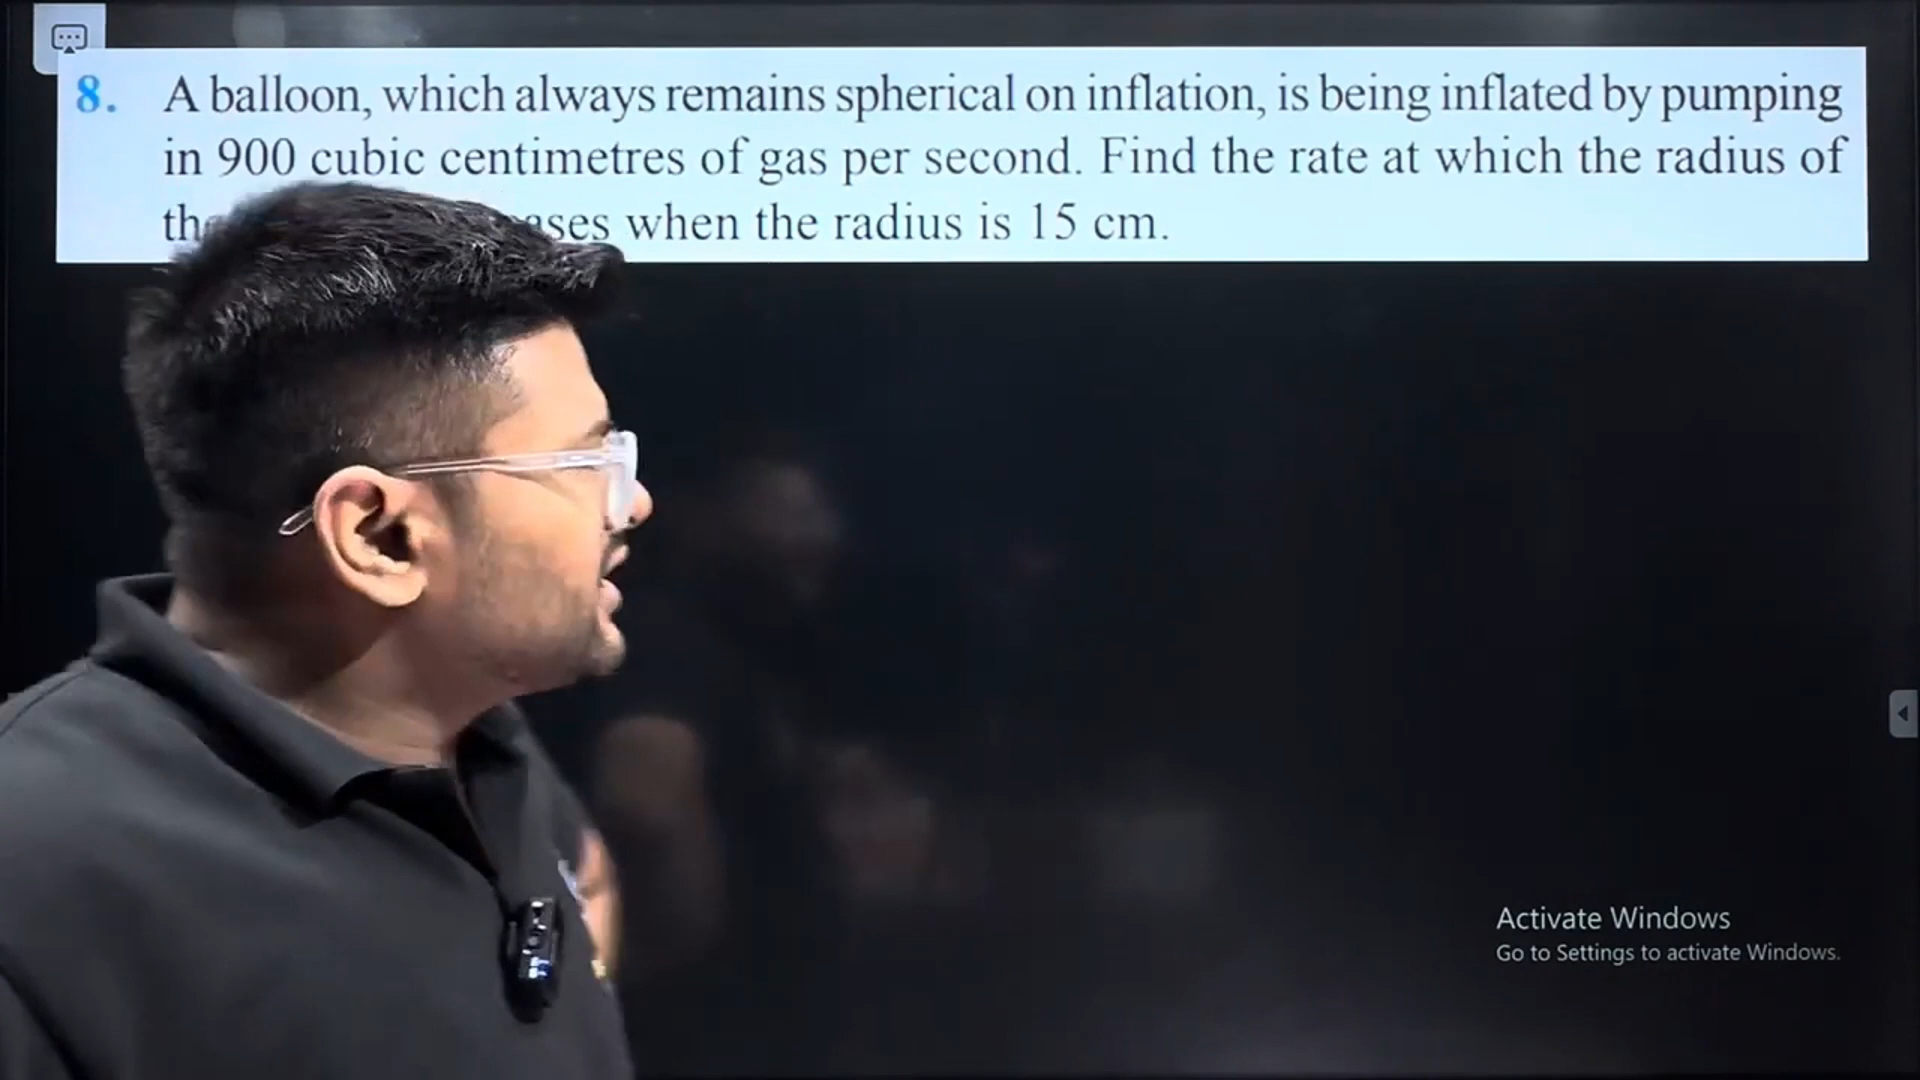 8. A balloon, which always remains spherical on inflation, is being inflated by pumping
in 900 cubic centimetres of gas per second. Find the rate at which the radius of
when the radius is 15 cm.
Activate Windows
Go to Settings to activate Windows.